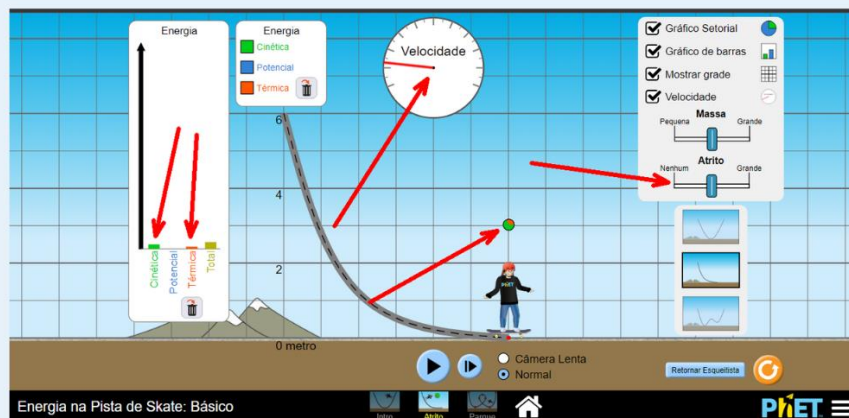 Energia
Cinética
Potencial
Térmica
Total
Energia
Cinética
Potencial
Térmica
Velocidade
6
4
2
0 metro
Gráfico Setorial
Gráfico de barras
Mostrar grade
Velocidade
Massa
Pequena Grande
Atrito
Nenhum Grande
PhET
Câmera Lenta
Normal
Retornar Esqueitista
Energia na Pista de Skate: Básico
Intro
Atrito
Parque
PhET